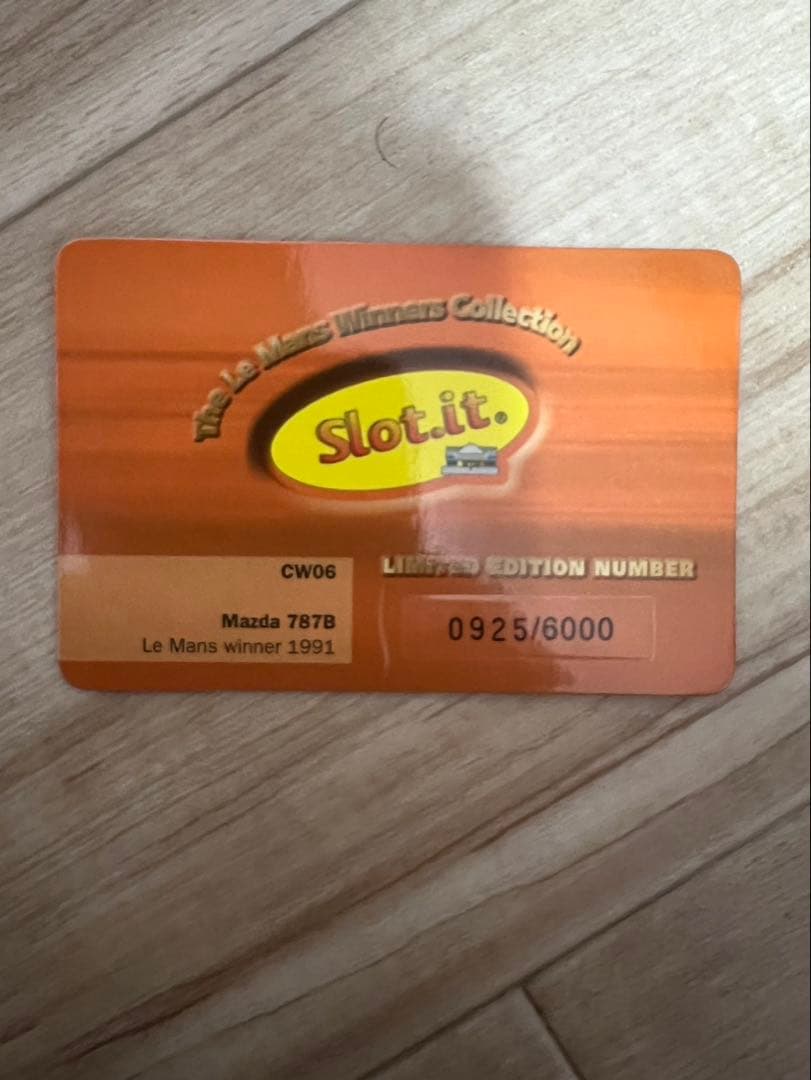 The Le Mans Winners Collection
Slot.it®
CW06
Mazda 787B
Le Mans winner 1991
LIMITED EDITION NUMBER
0925/6000